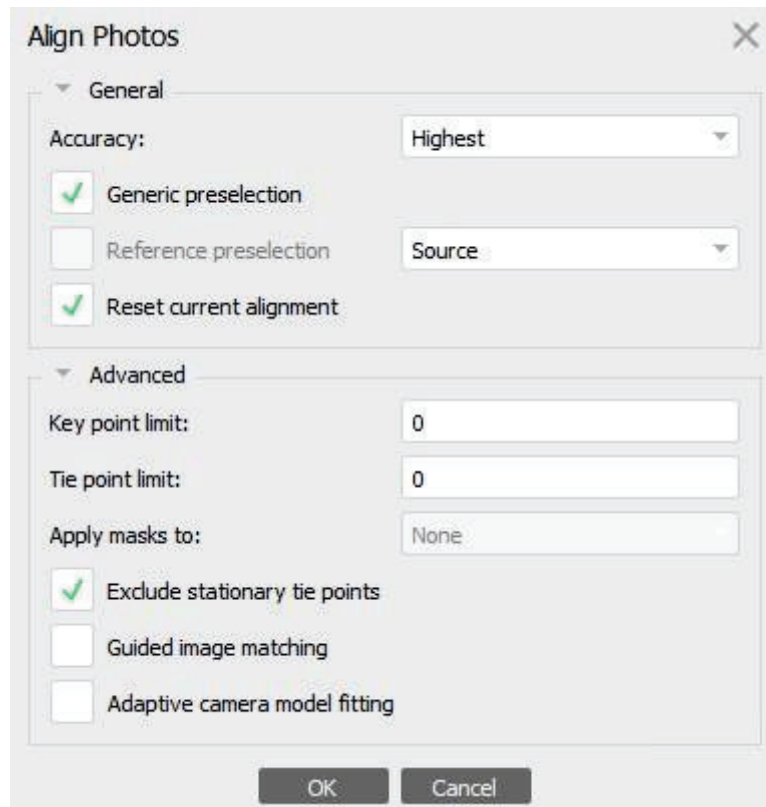 Align Photos
General
Accuracy: Highest
Generic preselection
Reference preselection Source
Reset current alignment
Advanced
Key point limit: 0
Tie point limit: 0
Apply masks to: None
Exclude stationary tie points
Guided image matching
Adaptive camera model fitting
OK Cancel